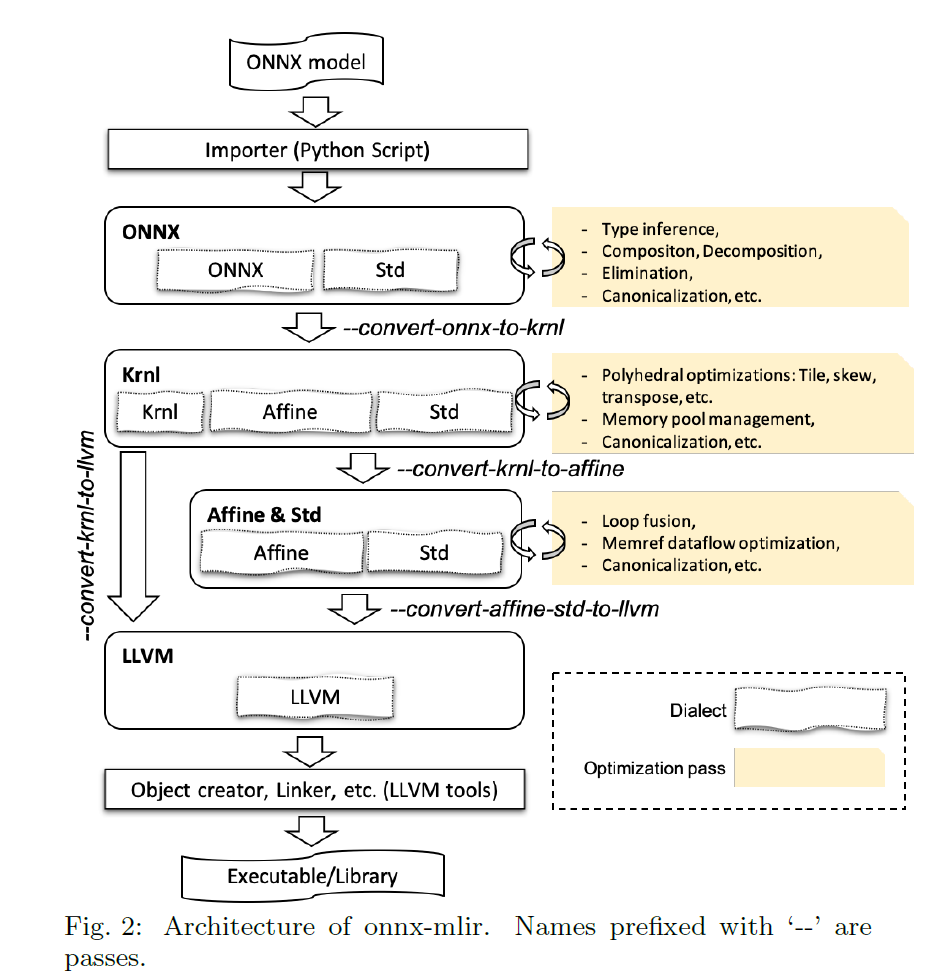 ONNX model
Importer (Python Script)
ONNX
ONNX
Std
- Type inference,
- Compositon, Decomposition,
- Elimination,
- Canonicalization, etc.
--convert-onnx-to-krnl
Krnl
Krnl
Affine
Std
- Polyhedral optimizations: Tile, skew,
transpose, etc.
- Memory pool management,
- Canonicalization, etc.
--convert-krnl-to-llvm
--convert-krnl-to-affine
Affine & Std
Affine
Std
- Loop fusion,
- Memref dataflow optimization,
- Canonicalization, etc.
--convert-affine-std-to-llvm
LLVM
LLVM
Dialect
Optimization pass
Object creator, Linker, etc. (LLVM tools)
Executable/Library
Fig. 2: Architecture of onnx-mlir. Names prefixed with ‘--’ are
passes.